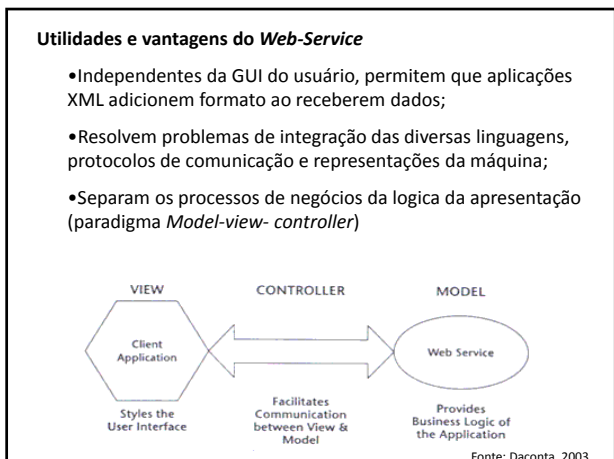 Utilidades e vantagens do Web-Service
•Independentes da GUI do usuário, permitem que aplicações
XML adicionem formato ao receberem dados;
•Resolvem problemas de integração das diversas linguagens,
protocolos de comunicação e representações da máquina;
•Separam os processos de negócios da logica da apresentação
(paradigma Model-view- controller)
VIEW
CONTROLLER
MODEL
Client
Application
Web Service
Styles the
User Interface
Facilitates
Communication
between View &
Model
Provides
Business Logic of
the Application
Fonte: Daconta, 2003